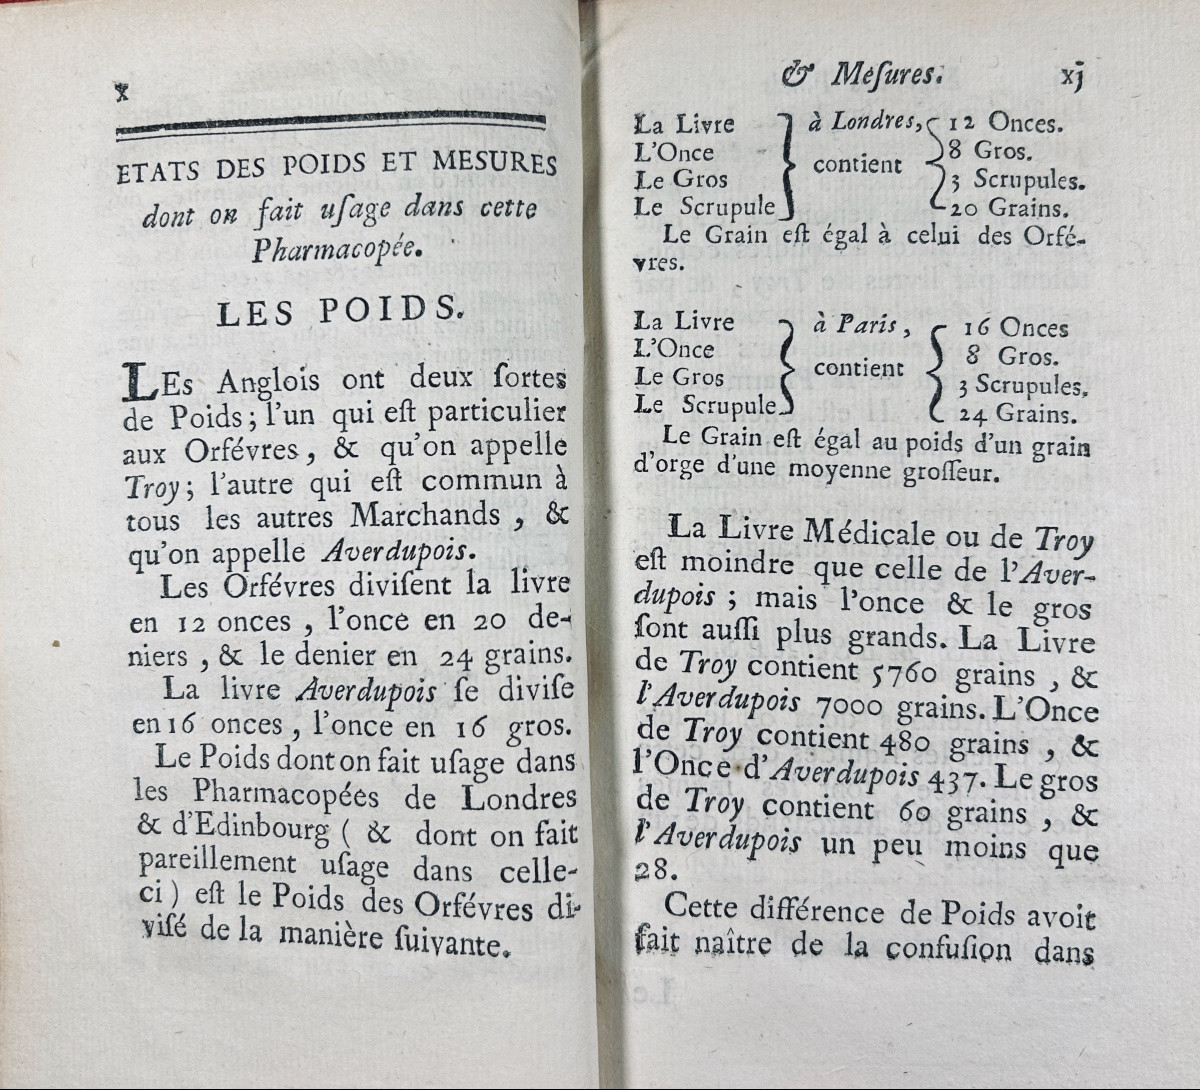 x
ETATS DES POIDS ET MESURES
dont on fait uſage dans cette
Pharmacopée.
LES POIDS.
LEs Anglois ont deux ſortes
de Poids; l'un qui eſt particulier
aux Orfévres, & qu'on appelle
Troy; l'autre qui eſt commun à
tous les autres Marchands, &
qu'on appelle Averdupois.
Les Orfévres diviſent la livre
en 12 onces, l'once en 20 de-
niers, & le denier en 24 grains.
La livre Averdupois ſe diviſe
en 16 onces, l'once en 16 gros.
Le Poids dont on fait uſage dans
les Pharmacopées de Londres
& d'Edinbourg ( & dont on fait
pareillement uſage dans celle-
ci ) eſt le Poids des Orfévres di-
viſé de la manière ſuivante.
& Meſures. xj
La Livre } à Londres, { 12 Onces.
L'Once } contient { 8 Gros.
Le Gros } { 3 Scrupules.
Le Scrupule } { 20 Grains.
Le Grain eſt égal à celui des Orfé-
vres.
La Livre } à Paris, { 16 Onces
L'Once } contient { 8 Gros.
Le Gros } { 3 Scrupules.
Le Scrupule } { 24 Grains.
Le Grain eſt égal au poids d'un grain
d'orge d'une moyenne groſſeur.
La Livre Médicale ou de Troy
eſt moindre que celle de l'Aver-
dupois ; mais l'once & le gros
ſont auſſi plus grands. La Livre
de Troy contient 5760 grains, &
l'Averdupois 7000 grains. L'Once
de Troy contient 480 grains, &
l'Once d'Averdupois 437. Le gros
de Troy contient 60 grains, &
l'Averdupois un peu moins que
28.
Cette différence de Poids avoit
fait naître de la confuſion dans